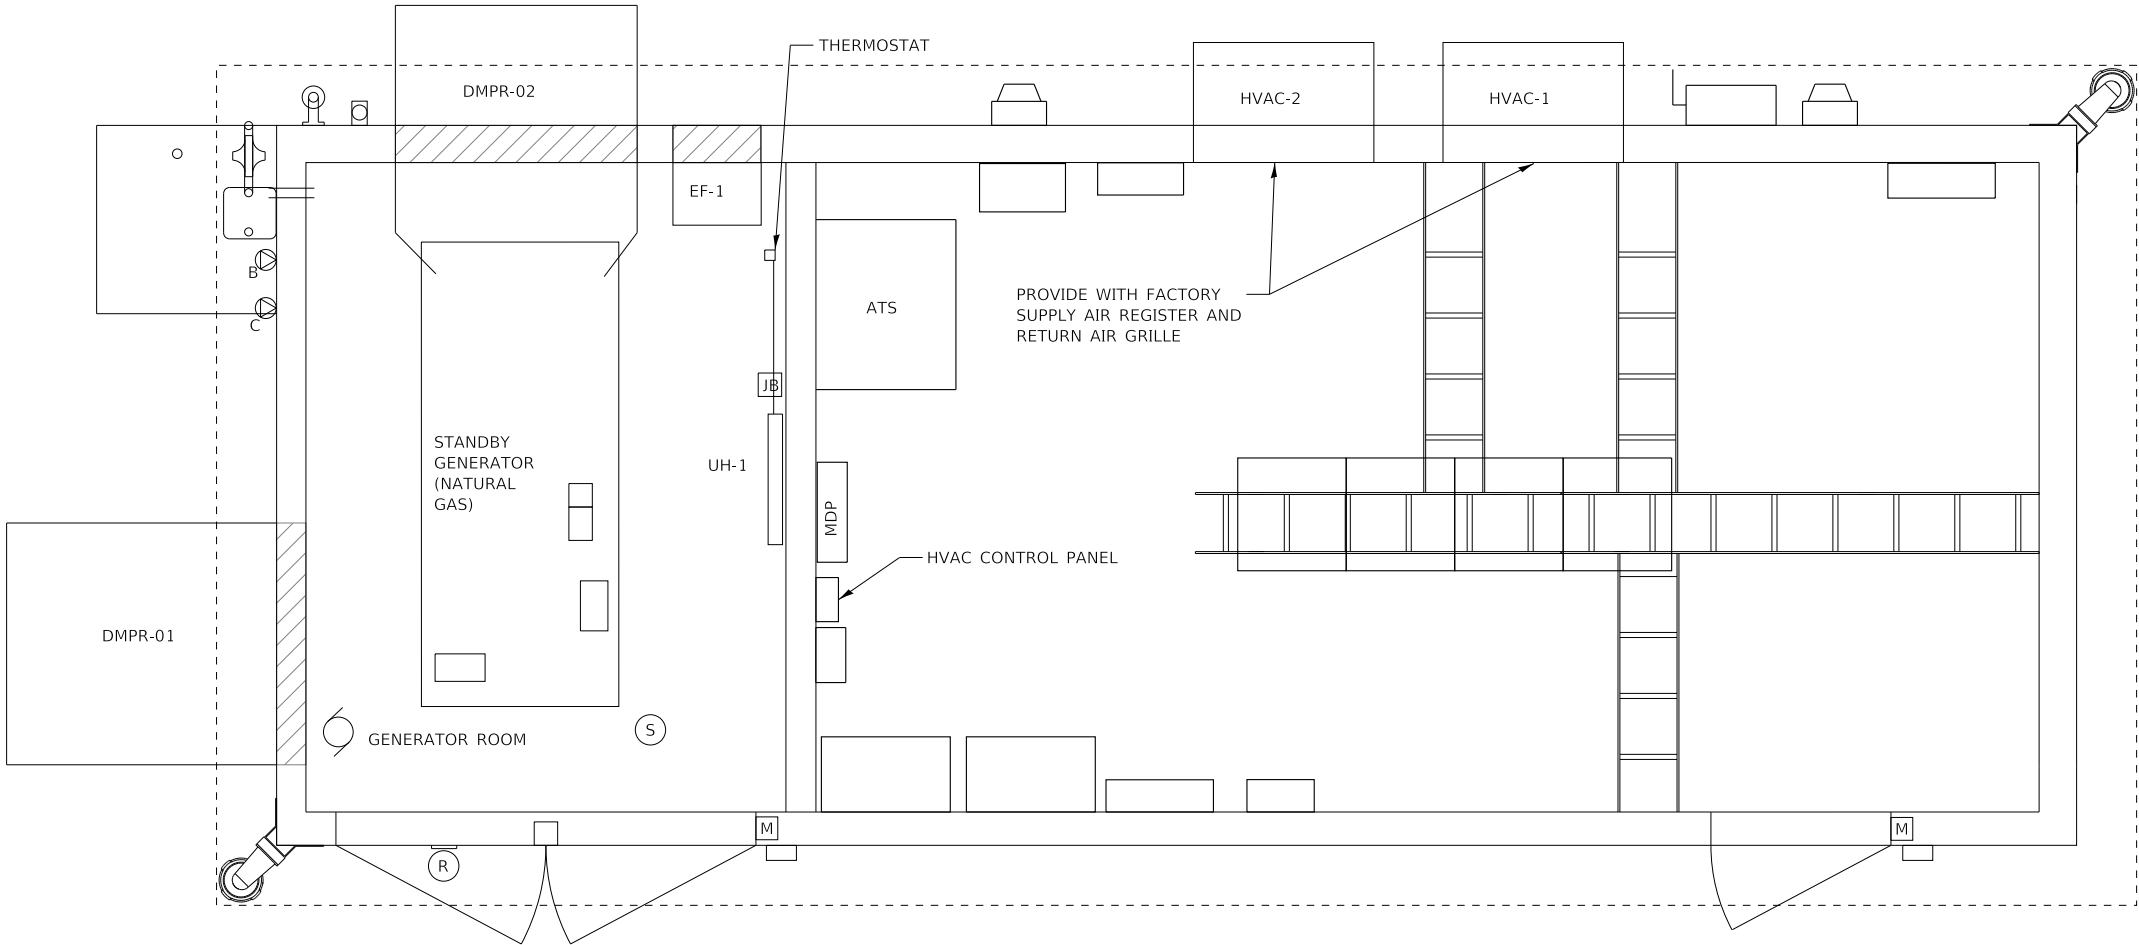 THERMOSTAT
DMPR-02
HVAC-2
HVAC-1
EF-1
B
C
ATS
PROVIDE WITH FACTORY
SUPPLY AIR REGISTER AND
RETURN AIR GRILLE
JB
STANDBY
GENERATOR
(NATURAL
GAS)
UH-1
MDP
HVAC CONTROL PANEL
DMPR-01
GENERATOR ROOM
S
M
M
R